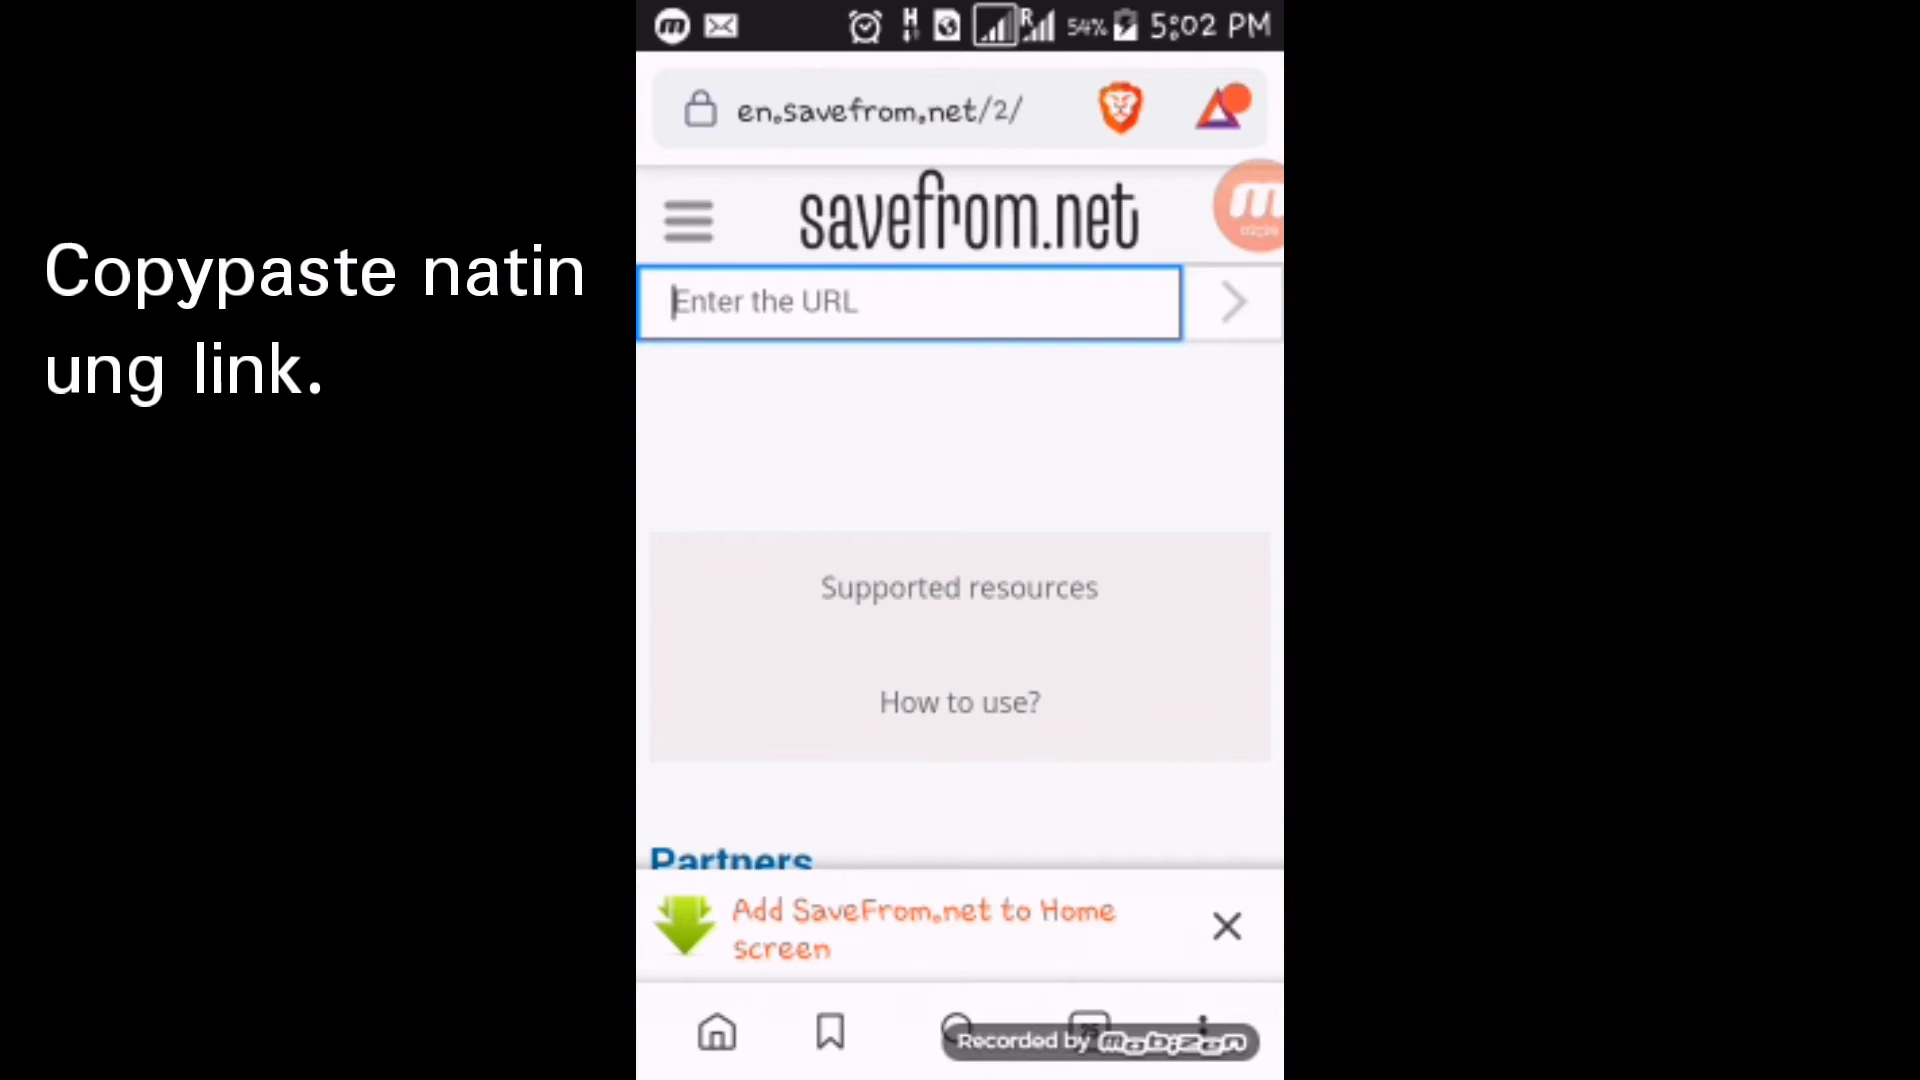 54% 5:02 PM
en.savefrom.net/2/
savefrom.net
Copypaste natin
ung link.
Enter the URL
Supported resources
How to use?
Partners
Add SaveFrom.net to Home
screen
Recorded by mobizen